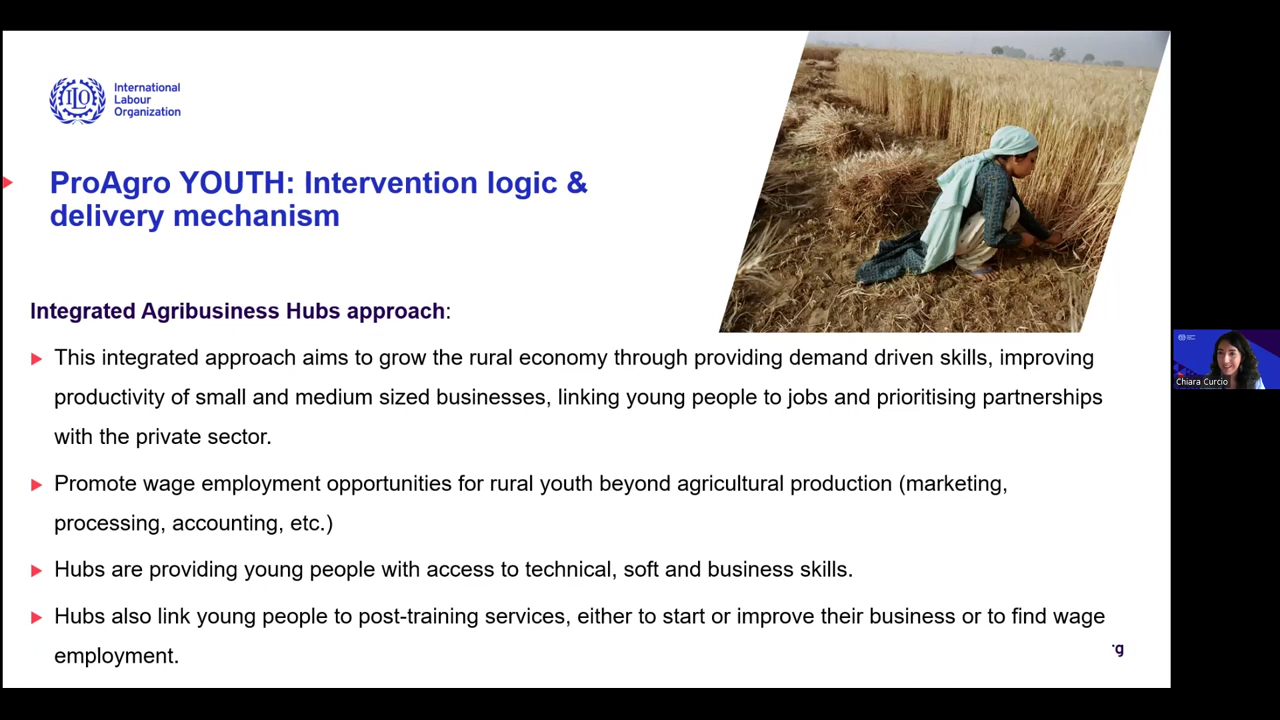 International
Labour
Organization
ProAgro YOUTH: Intervention logic &
delivery mechanism
Integrated Agribusiness Hubs approach:
This integrated approach aims to grow the rural economy through providing demand driven skills, improving
productivity of small and medium sized businesses, linking young people to jobs and prioritising partnerships
with the private sector.
Promote wage employment opportunities for rural youth beyond agricultural production (marketing,
processing, accounting, etc.)
Hubs are providing young people with access to technical, soft and business skills.
Hubs also link young people to post-training services, either to start or improve their business or to find wage
employment.
Chiara Curcio